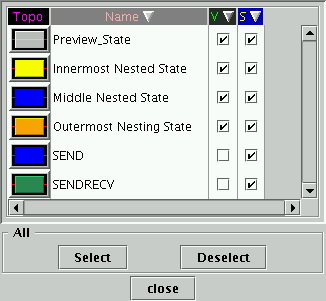 Topo Name V S
Preview_State
Innermost Nested State
Middle Nested State
Outermost Nesting State
SEND
SENDRECV
All
Select Deselect
close